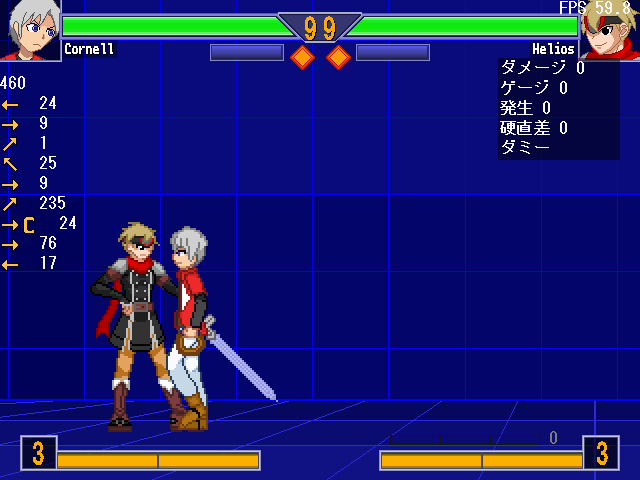 FPS 59.8
99
Cornell
Helios
ダメージ 0
ゲージ 0
発生 0
硬直差 0
ダミー
460
← 24
→ 9
↗ 1
↖ 25
→ 9
↗ 235
→ C 24
→ 76
← 17
0
3
3